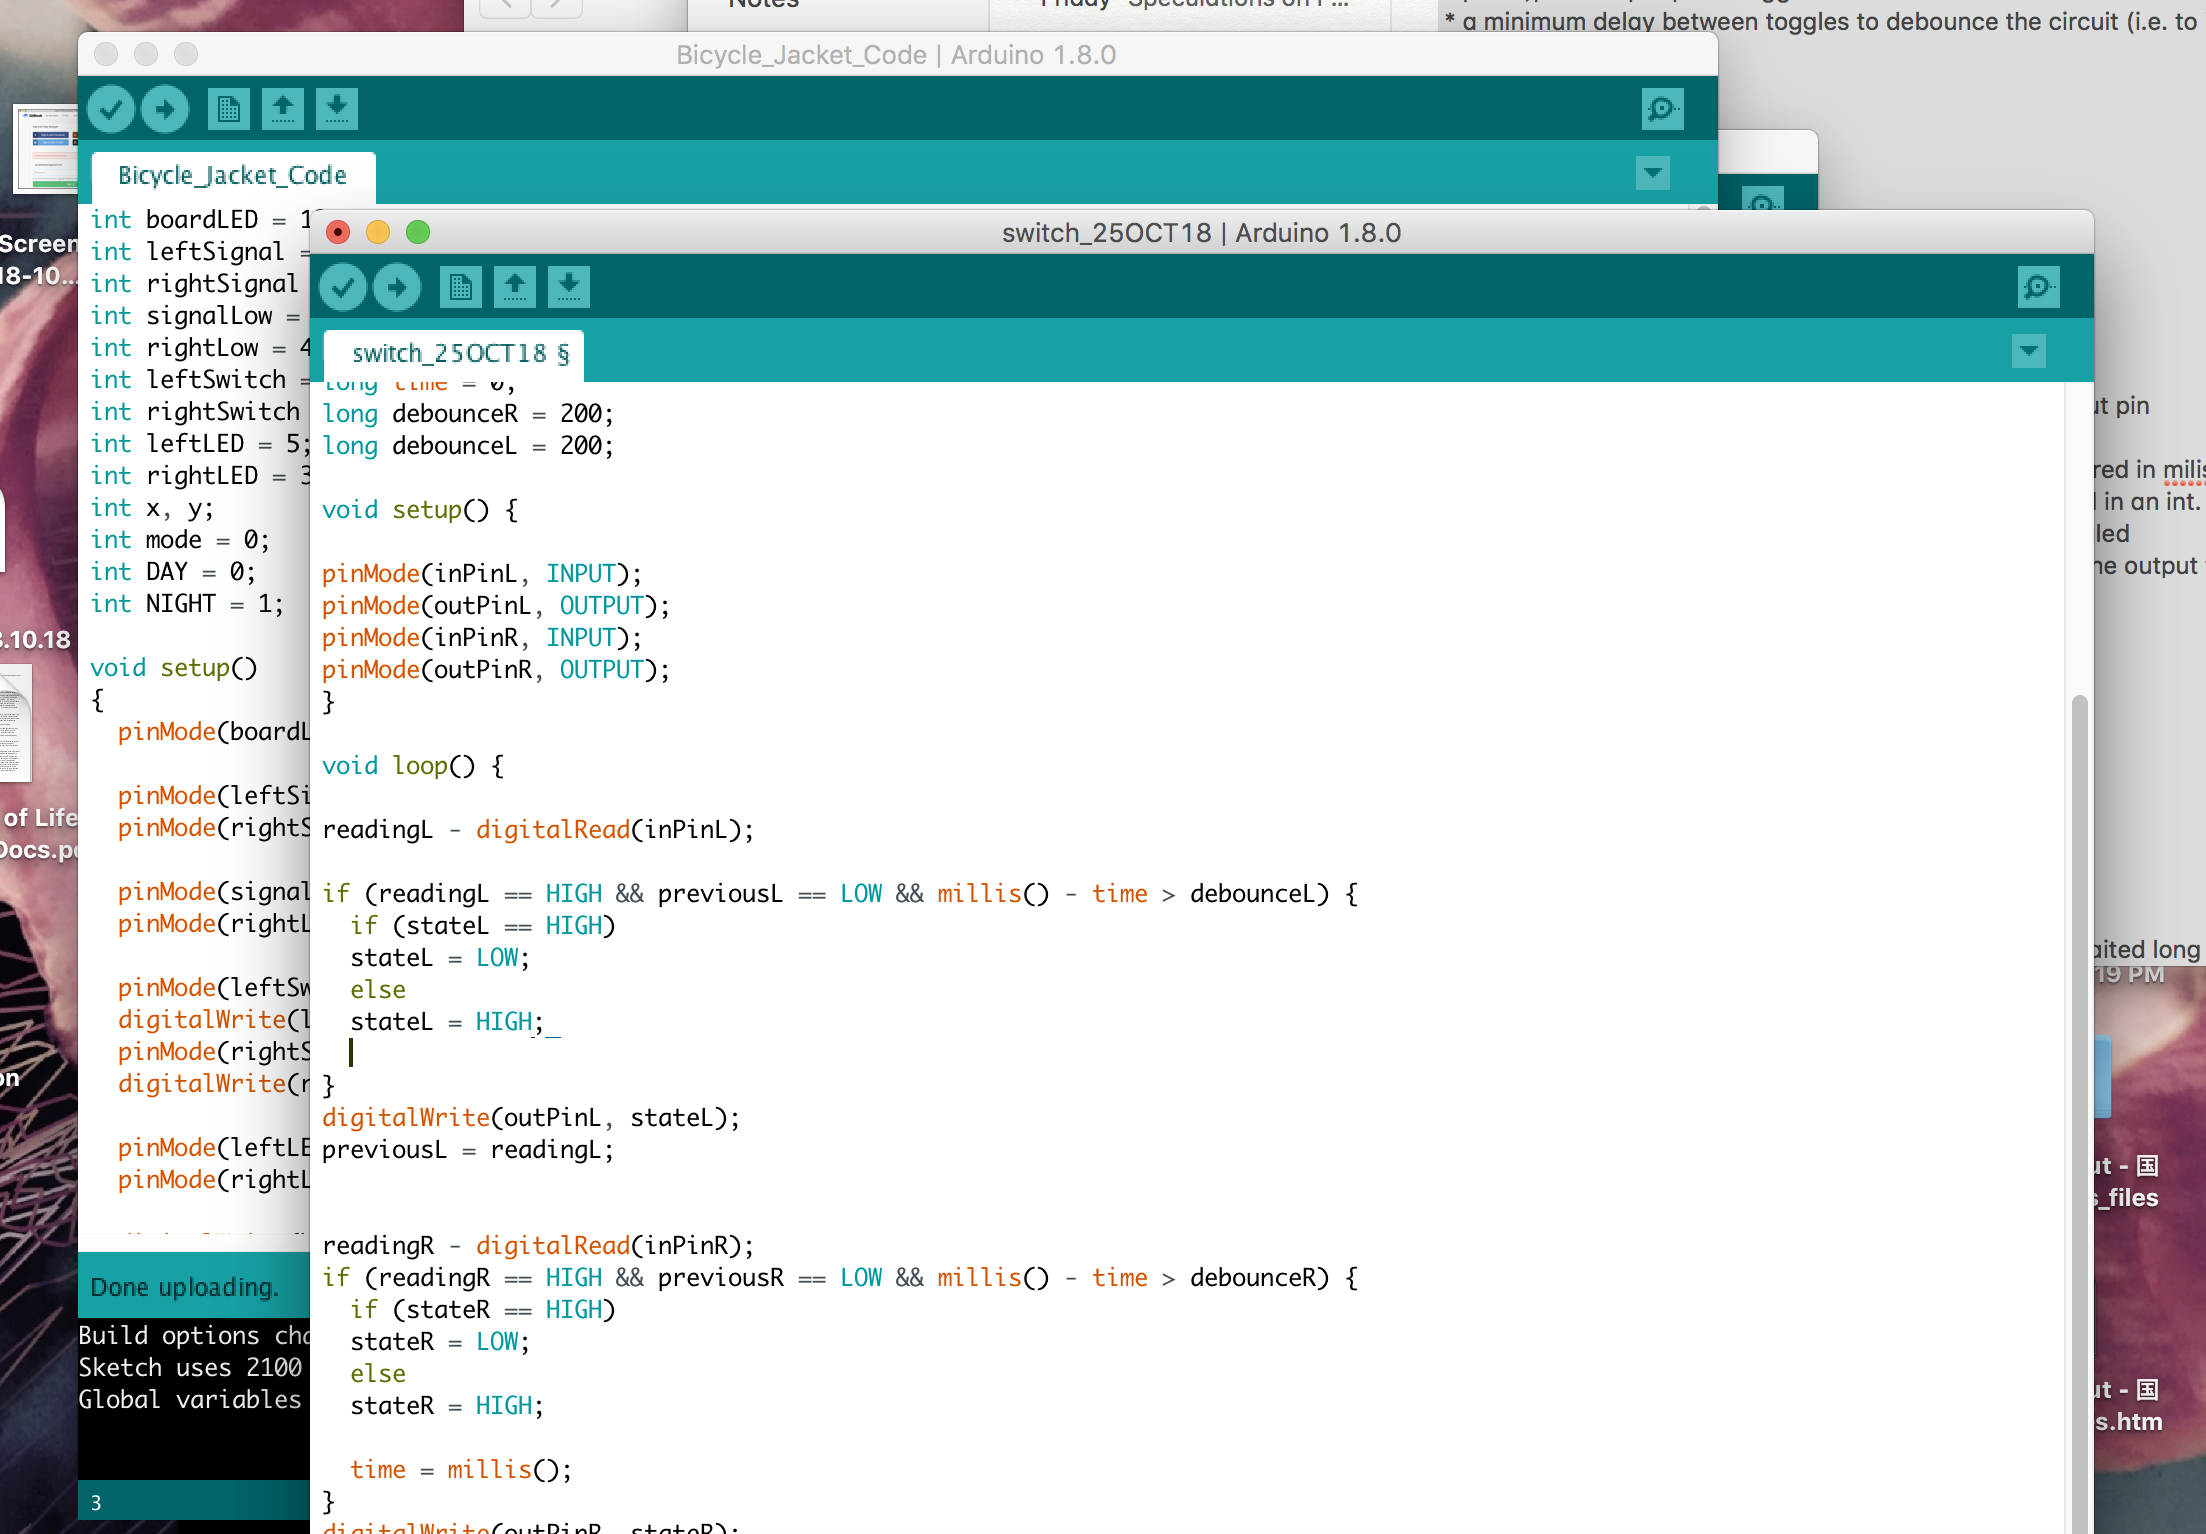 Notes
Friday Speculations on
* a minimum delay between toggles to debounce the circuit (i.e. to
Bicycle_Jacket_Code | Arduino 1.8.0
Bicycle_Jacket_Code
int boardLED = 1
int leftSignal =
int rightSignal
int signalLow =
int rightLow = 4
int leftSwitch =
int rightSwitch
int leftLED = 5;
int rightLED = 3
int x, y;
int mode = 0;
int DAY = 0;
int NIGHT = 1;
void setup()
{
pinMode(boardL
pinMode(leftSi
pinMode(rightS
pinMode(signal
pinMode(rightL
pinMode(leftSw
digitalWrite(l
pinMode(rightS
digitalWrite(r
pinMode(leftLE
pinMode(rightL
Done uploading.
Build options cha
Sketch uses 2100
Global variables
3
switch_25OCT18 | Arduino 1.8.0
switch_25OCT18 §
long time = 0;
long debounceR = 200;
long debounceL = 200;
void setup() {
pinMode(inPinL, INPUT);
pinMode(outPinL, OUTPUT);
pinMode(inPinR, INPUT);
pinMode(outPinR, OUTPUT);
}
void loop() {
readingL - digitalRead(inPinL);
if (readingL == HIGH && previousL == LOW && millis() - time > debounceL) {
if (stateL == HIGH)
stateL = LOW;
else
stateL = HIGH;
}
digitalWrite(outPinL, stateL);
previousL = readingL;
readingR - digitalRead(inPinR);
if (readingR == HIGH && previousR == LOW && millis() - time > debounceR) {
if (stateR == HIGH)
stateR = LOW;
else
stateR = HIGH;
time = millis();
}
digitalWrite(outPinR, stateR);
Screen
18-10...
.10.18
of Life
Docs.p
on
ut pin
red in milis
in an int.
led
he output
aited long
19 PM
ut - 国
s_files
ut - 国
s.htm